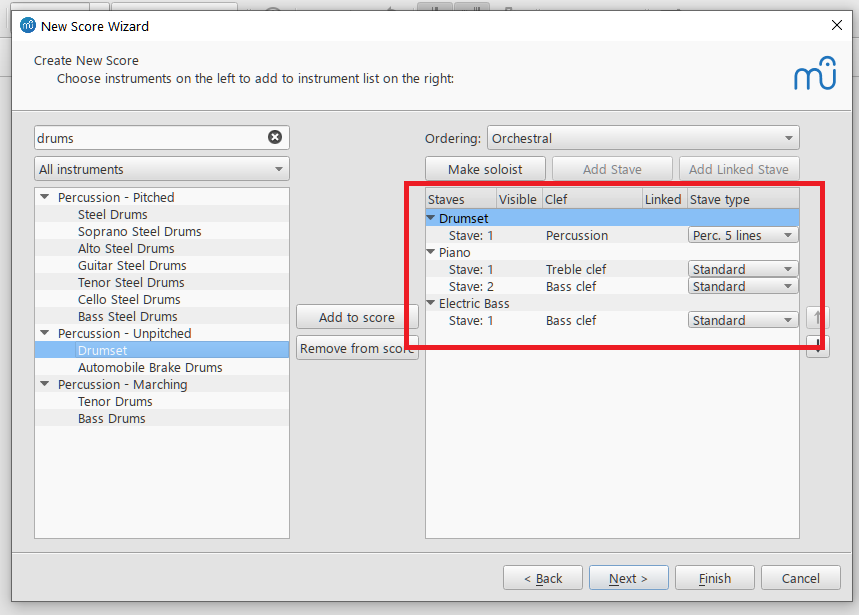 New Score Wizard
Create New Score
Choose instruments on the left to add to instrument list on the right:
drums
All instruments
Percussion - Pitched
Steel Drums
Soprano Steel Drums
Alto Steel Drums
Guitar Steel Drums
Tenor Steel Drums
Cello Steel Drums
Bass Steel Drums
Percussion - Unpitched
Drumset
Automobile Brake Drums
Percussion - Marching
Tenor Drums
Bass Drums
Add to score
Remove from score
Ordering: Orchestral
Make soloist Add Stave Add Linked Stave
Staves Visible Clef Linked Stave type
Drumset
Stave: 1 Percussion Perc. 5 lines
Piano
Stave: 1 Treble clef Standard
Stave: 2 Bass clef Standard
Electric Bass
Stave: 1 Bass clef Standard
< Back Next > Finish Cancel